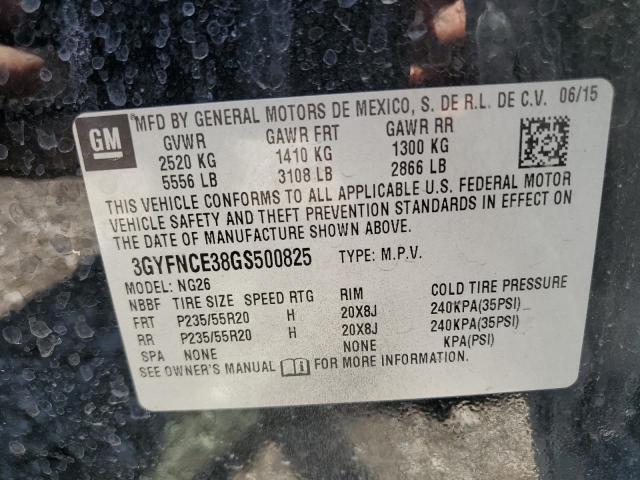 GM
MFD BY GENERAL MOTORS DE MEXICO, S. DE R.L. DE C.V. 06/15
GVWR GAWR FRT GAWR RR
2520 KG 1410 KG 1300 KG
5556 LB 3108 LB 2866 LB
THIS VEHICLE CONFORMS TO ALL APPLICABLE U.S. FEDERAL MOTOR
VEHICLE SAFETY AND THEFT PREVENTION STANDARDS IN EFFECT ON
THE DATE OF MANUFACTURE SHOWN ABOVE.
3GYFNCE38GS500825 TYPE: M.P.V.
MODEL: NG26
NBBF TIRE SIZE SPEED RTG RIM COLD TIRE PRESSURE
FRT P235/55R20 H 20X8J 240KPA(35PSI)
RR P235/55R20 H 20X8J 240KPA(35PSI)
SPA NONE NONE KPA(PSI)
SEE OWNER'S MANUAL FOR MORE INFORMATION.